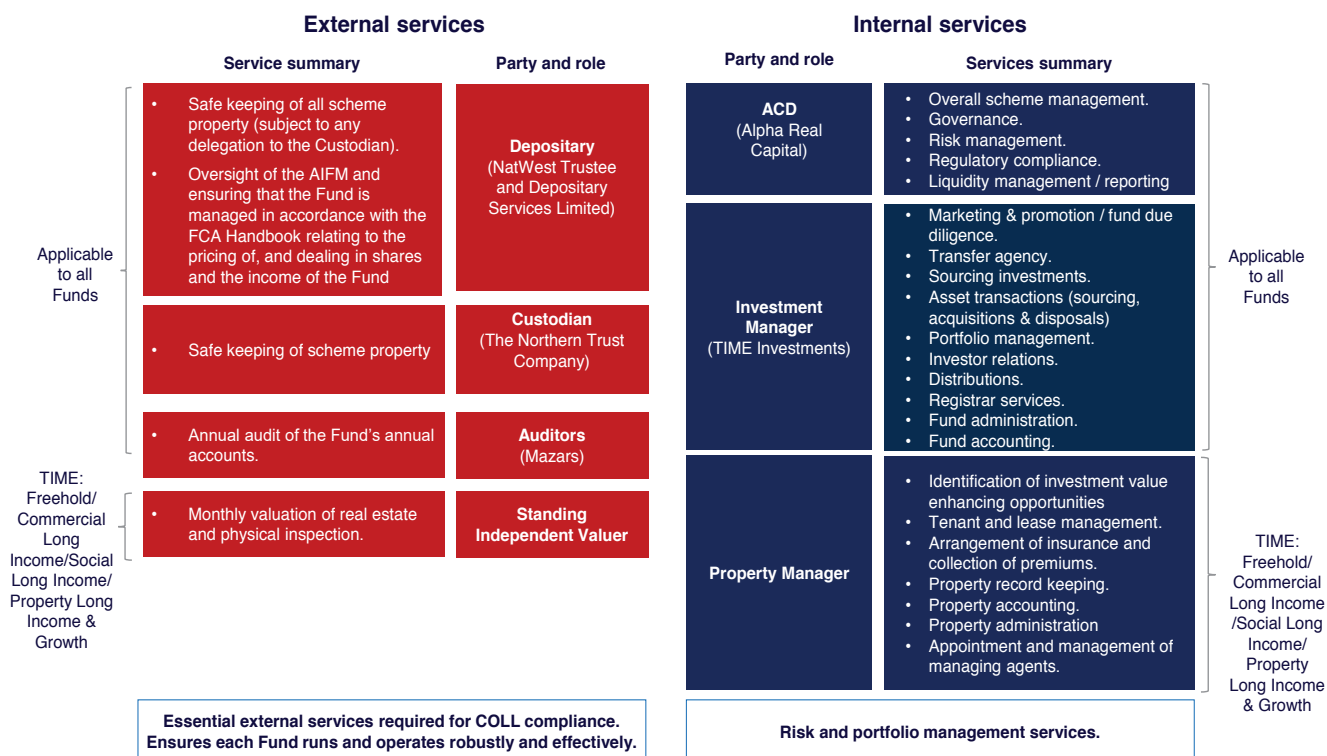 External services
Service summary
Party and role
Applicable
to all
Funds
• Safe keeping of all scheme
property (subject to any
delegation to the Custodian).
• Oversight of the AIFM and
ensuring that the Fund is
managed in accordance with the
FCA Handbook relating to the
pricing of, and dealing in shares
and the income of the Fund
Depositary
(NatWest Trustee
and Depositary
Services Limited)
• Safe keeping of scheme property
Custodian
(The Northern Trust
Company)
• Annual audit of the Fund's annual
accounts.
Auditors
(Mazars)
TIME:
Freehold/
Commercial
Long
Income/Social
Long Income/
Property Long
Income &
Growth
• Monthly valuation of real estate
and physical inspection.
Standing
Independent Valuer
Essential external services required for COLL compliance.
Ensures each Fund runs and operates robustly and effectively.
Internal services
Party and role
Services summary
ACD
(Alpha Real
Capital)
• Overall scheme management.
• Governance.
• Risk management.
• Regulatory compliance.
• Liquidity management / reporting
Investment
Manager
(TIME Investments)
• Marketing & promotion / fund due
diligence.
• Transfer agency.
• Sourcing investments.
• Asset transactions (sourcing,
acquisitions & disposals)
• Portfolio management.
• Investor relations.
• Distributions.
• Registrar services.
• Fund administration.
• Fund accounting.
Applicable
to all
Funds
Property Manager
• Identification of investment value
enhancing opportunities
• Tenant and lease management.
• Arrangement of insurance and
collection of premiums.
• Property record keeping.
• Property accounting.
• Property administration
• Appointment and management of
managing agents.
TIME:
Freehold/
Commercial
Long Income
/Social Long
Income/
Property
Long Income
& Growth
Risk and portfolio management services.